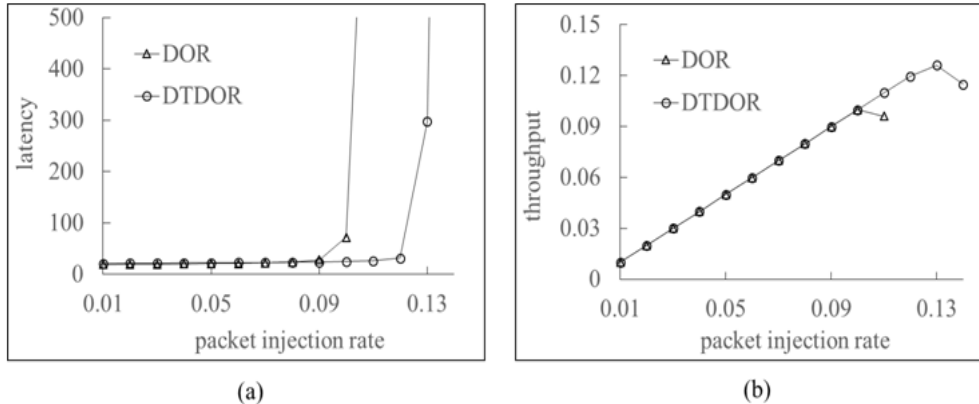 500
400
300
200
100
0
latency
DOR
DTDOR
0.01 0.05 0.09 0.13
packet injection rate
(a)
0.15
0.12
0.09
0.06
0.03
0
throughput
DOR
DTDOR
0.01 0.05 0.09 0.13
packet injection rate
(b)